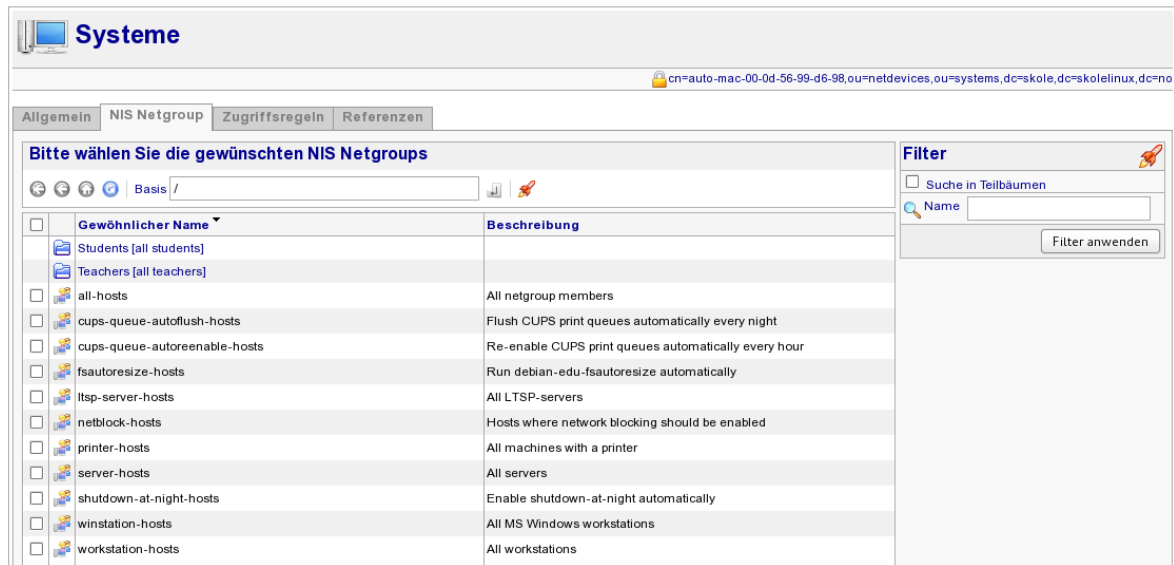 Systeme
cn=auto-mac-00-0d-56-99-d6-98,ou=netdevices,ou=systems,dc=skole,dc=skolelinux,dc=no
Allgemein NIS Netgroup Zugriffsregeln Referenzen
Bitte wählen Sie die gewünschten NIS Netgroups
Basis /
Gewöhnlicher Name Beschreibung
Students [all students]
Teachers [all teachers]
all-hosts All netgroup members
cups-queue-autoflush-hosts Flush CUPS print queues automatically every night
cups-queue-autoreenable-hosts Re-enable CUPS print queues automatically every hour
fsautoresize-hosts Run debian-edu-fsautoresize automatically
ltsp-server-hosts All LTSP-servers
netblock-hosts Hosts where network blocking should be enabled
printer-hosts All machines with a printer
server-hosts All servers
shutdown-at-night-hosts Enable shutdown-at-night automatically
winstation-hosts All MS Windows workstations
workstation-hosts All workstations
Filter
Suche in Teilbäumen
Name
Filter anwenden